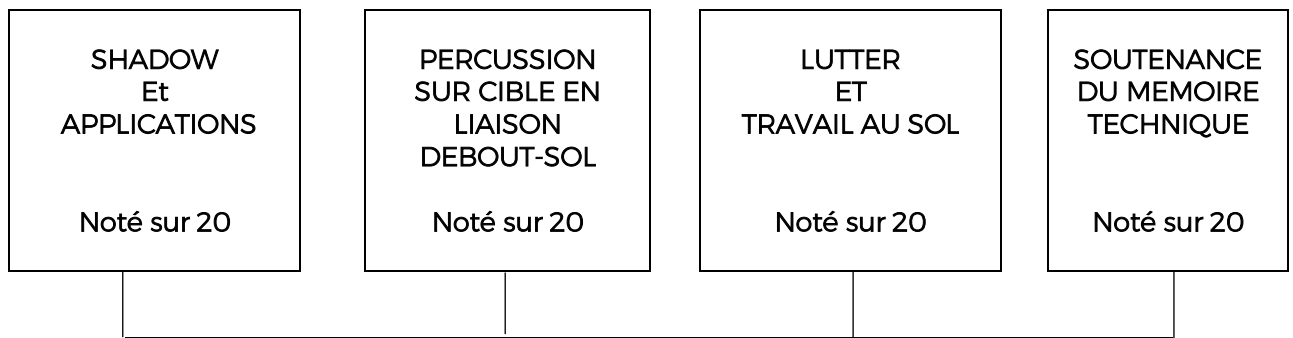 SHADOW
Et
APPLICATIONS
Noté sur 20
PERCUSSION
SUR CIBLE EN
LIAISON
DEBOUT-SOL
Noté sur 20
LUTTER
ET
TRAVAIL AU SOL
Noté sur 20
SOUTENANCE
DU MEMOIRE
TECHNIQUE
Noté sur 20